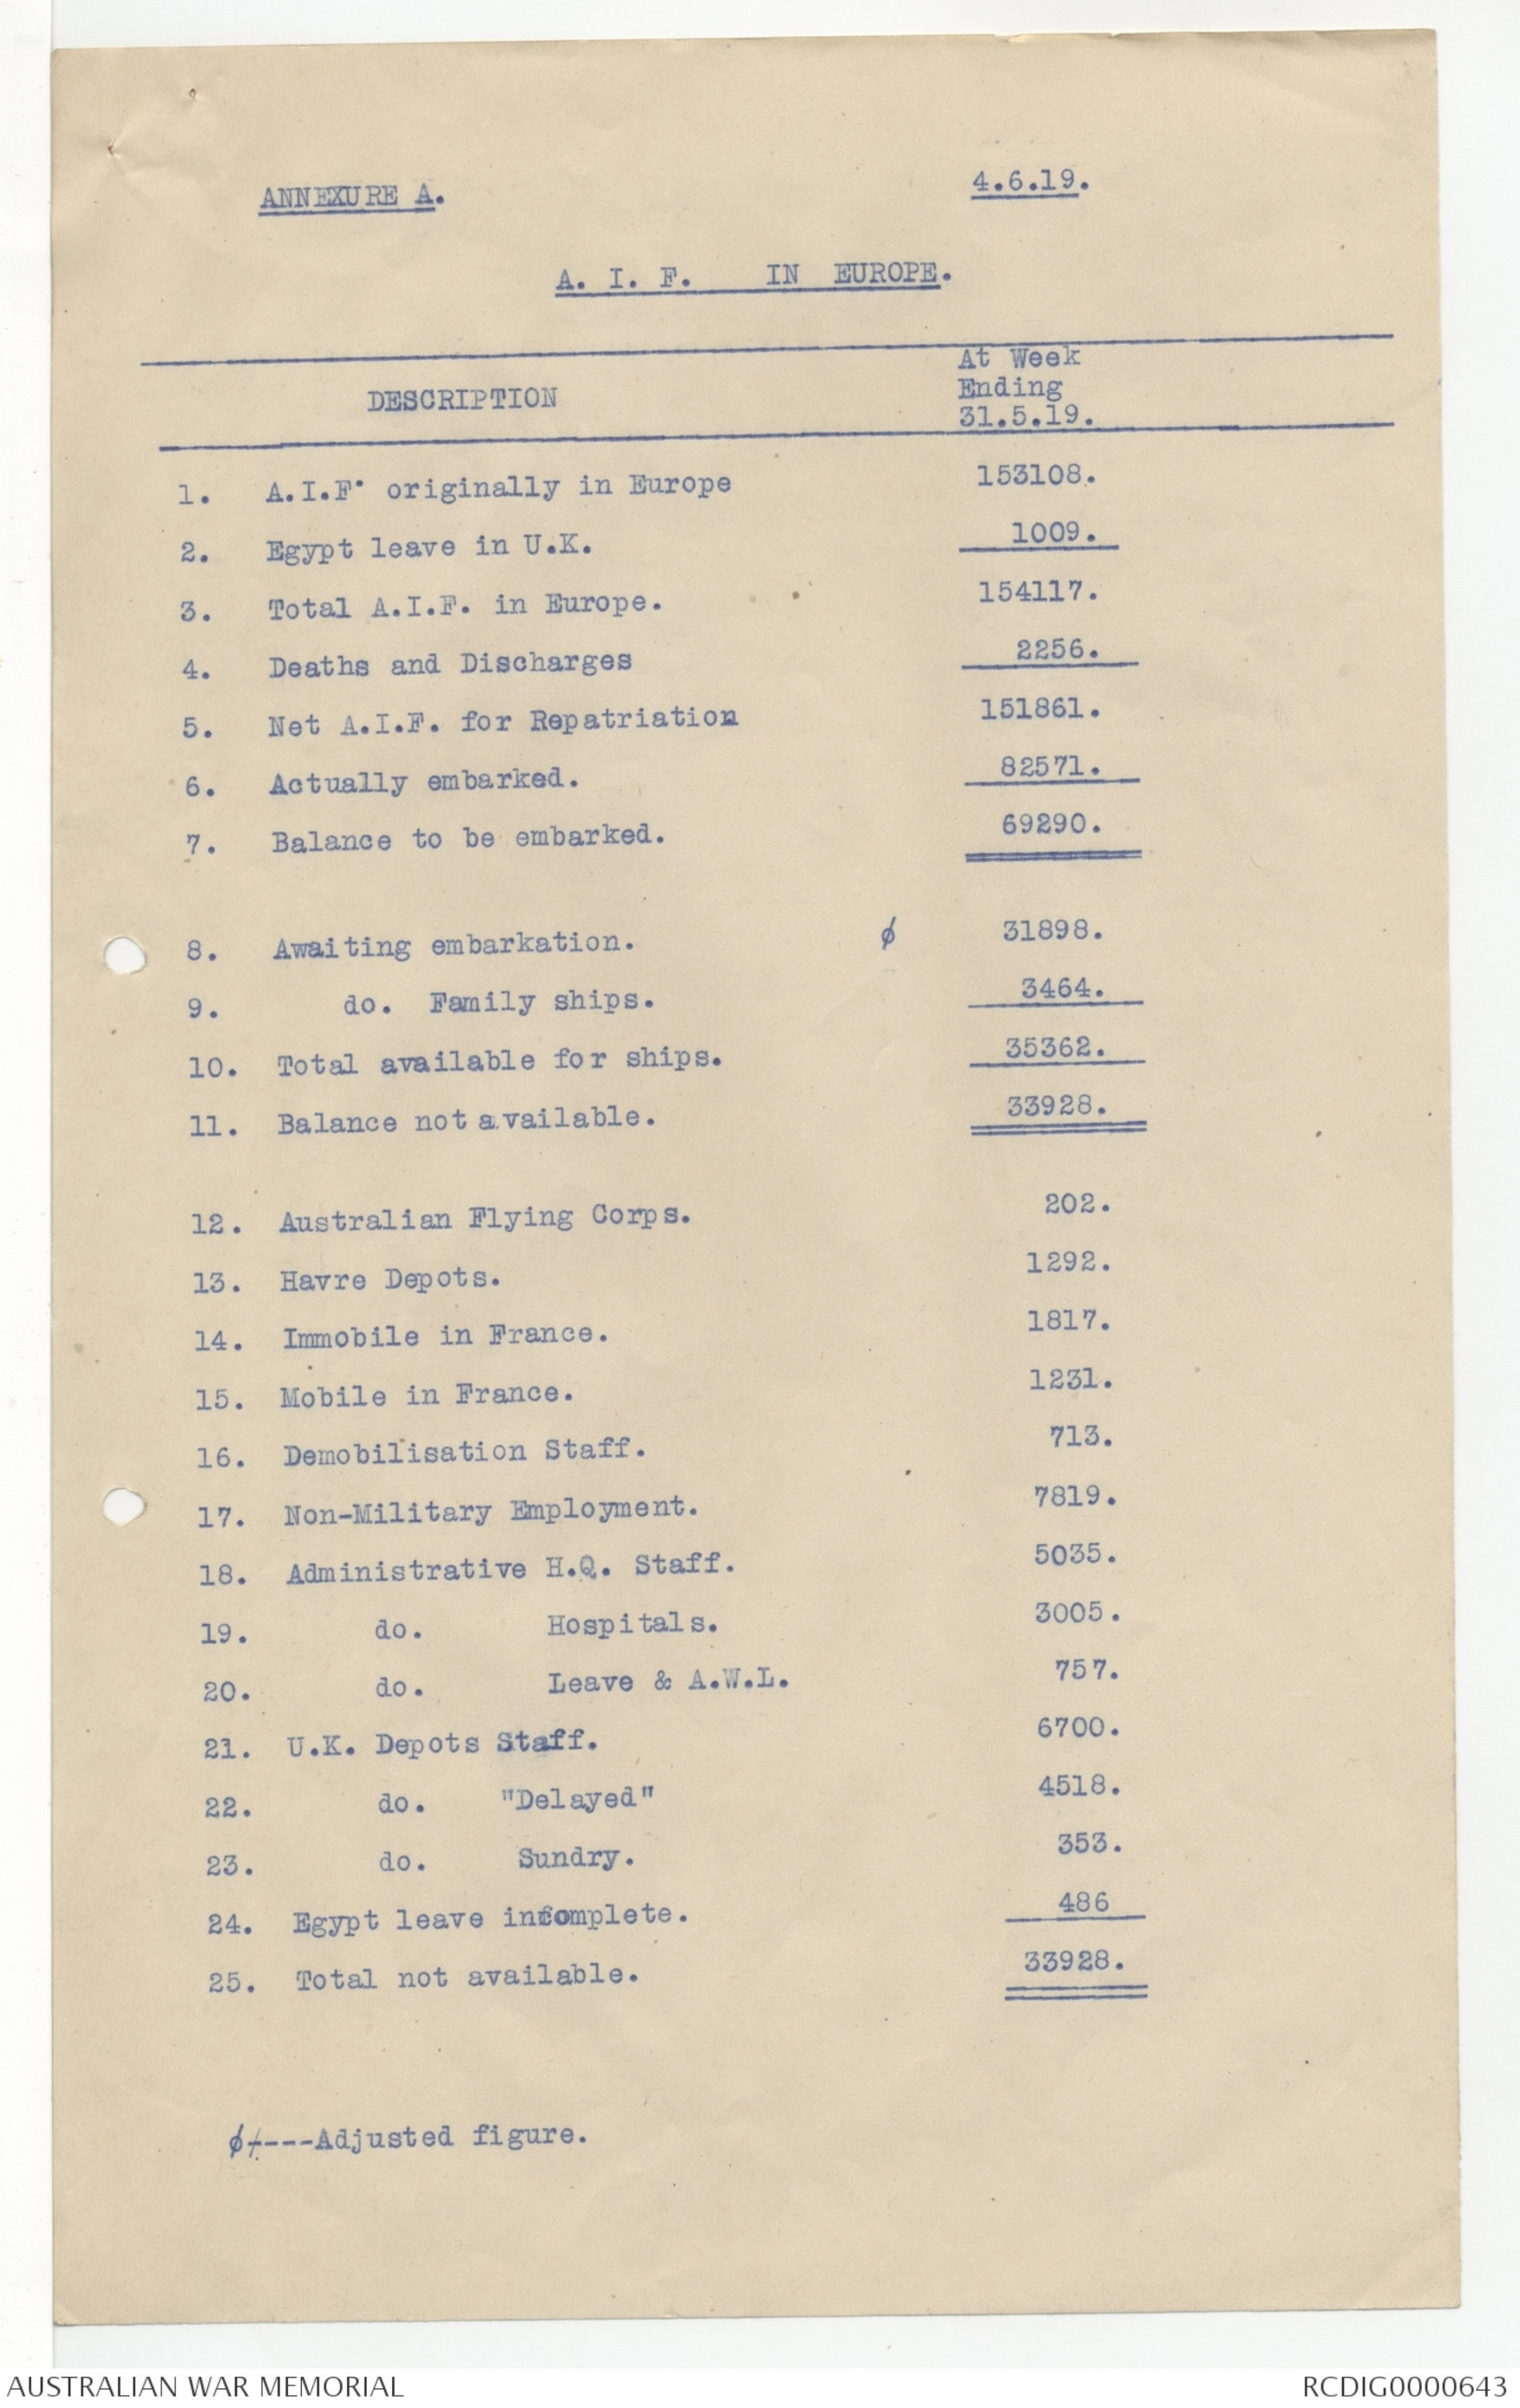 ANNEXURE A. 4.6.19.
A. I. F. IN EUROPE.
At Week
DESCRIPTION Ending
31.5.19.
1. A.I.F. originally in Europe 153108.
2. Egypt leave in U.K. 1009.
3. Total A.I.F. in Europe. 154117.
4. Deaths and Discharges 2256.
5. Net A.I.F. for Repatriation 151861.
6. Actually embarked. 82571.
7. Balance to be embarked. 69290.
8. Awaiting embarkation. ϕ 31898.
9. do. Family ships. 3464.
10. Total available for ships. 35362.
11. Balance not available. 33928.
12. Australian Flying Corps. 202.
13. Havre Depots. 1292.
14. Immobile in France. 1817.
15. Mobile in France. 1231.
16. Demobilisation Staff. 713.
17. Non-Military Employment. 7819.
18. Administrative H.Q. Staff. 5035.
19. do. Hospitals. 3005.
20. do. Leave & A.W.L. 757.
21. U.K. Depots Staff. 6700.
22. do. "Delayed" 4518.
23. do. Sundry. 353.
24. Egypt leave incomplete. 486
25. Total not available. 33928.
ϕ----Adjusted figure.
AUSTRALIAN WAR MEMORIAL RCDIG0000643